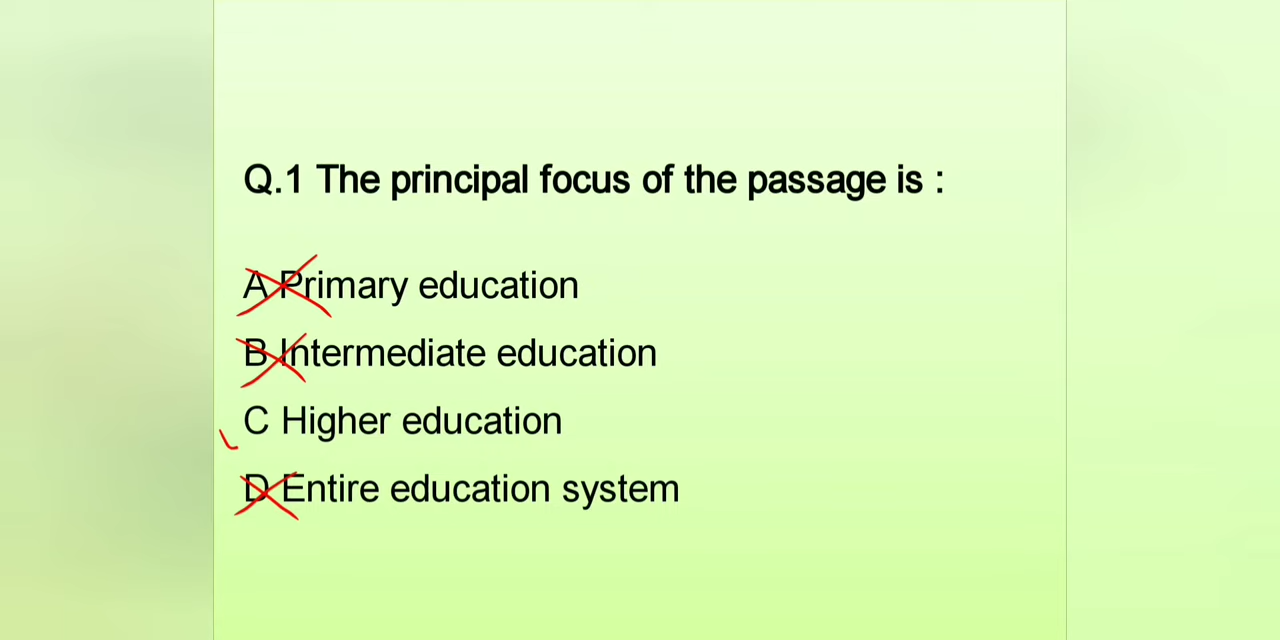 Q.1 The principal focus of the passage is :
A Primary education
B Intermediate education
C Higher education
D Entire education system